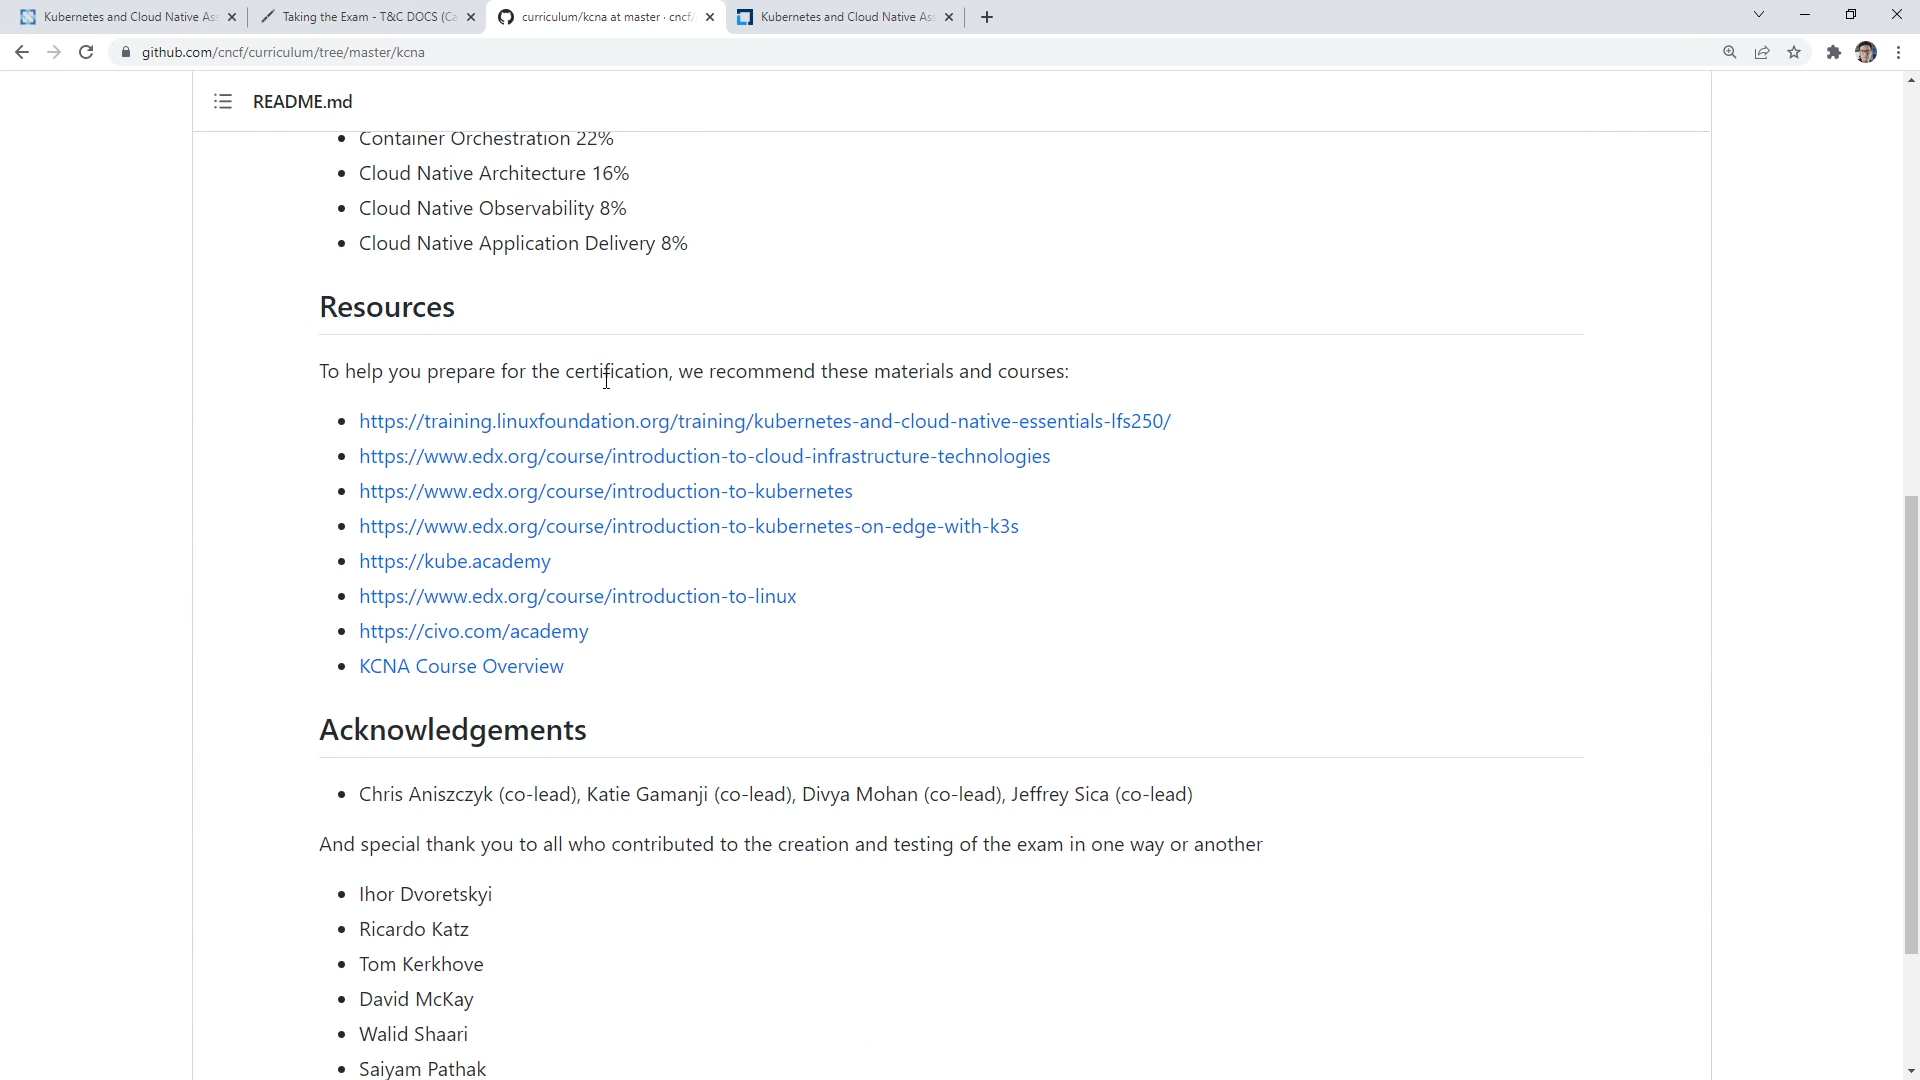 Kubernetes and Cloud Native Ass
Taking the Exam - T&C DOCS (Ca
curriculum/kcna at master · cncf/
Kubernetes and Cloud Native Ass
github.com/cncf/curriculum/tree/master/kcna
README.md
Container Orchestration 22%
Cloud Native Architecture 16%
Cloud Native Observability 8%
Cloud Native Application Delivery 8%
Resources
To help you prepare for the certification, we recommend these materials and courses:
https://training.linuxfoundation.org/training/kubernetes-and-cloud-native-essentials-lfs250/
https://www.edx.org/course/introduction-to-cloud-infrastructure-technologies
https://www.edx.org/course/introduction-to-kubernetes
https://www.edx.org/course/introduction-to-kubernetes-on-edge-with-k3s
https://kube.academy
https://www.edx.org/course/introduction-to-linux
https://civo.com/academy
KCNA Course Overview
Acknowledgements
Chris Aniszczyk (co-lead), Katie Gamanji (co-lead), Divya Mohan (co-lead), Jeffrey Sica (co-lead)
And special thank you to all who contributed to the creation and testing of the exam in one way or another
Ihor Dvoretskyi
Ricardo Katz
Tom Kerkhove
David McKay
Walid Shaari
Saiyam Pathak